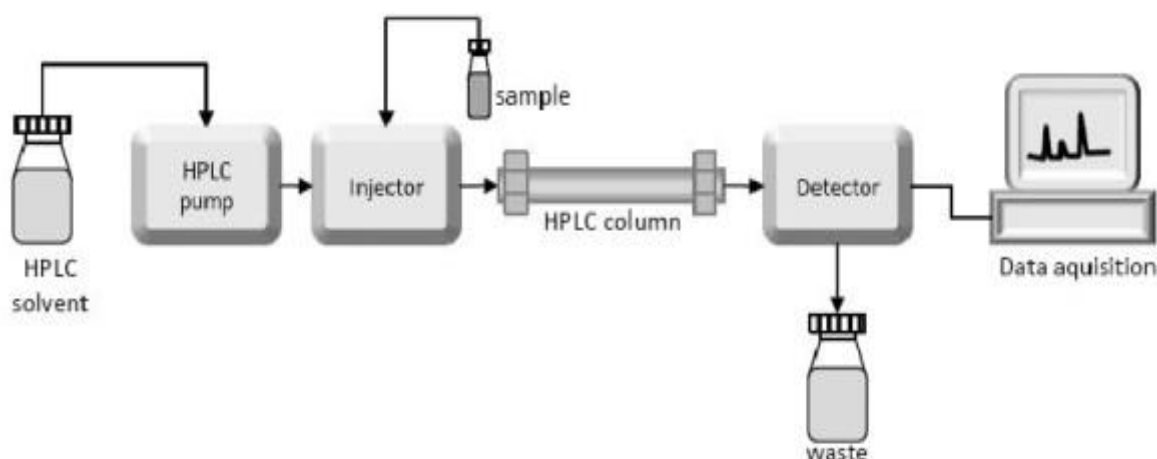 sample
HPLC
pump
Injector
Detector
HPLC column
HPLC
solvent
Data aquisition
waste